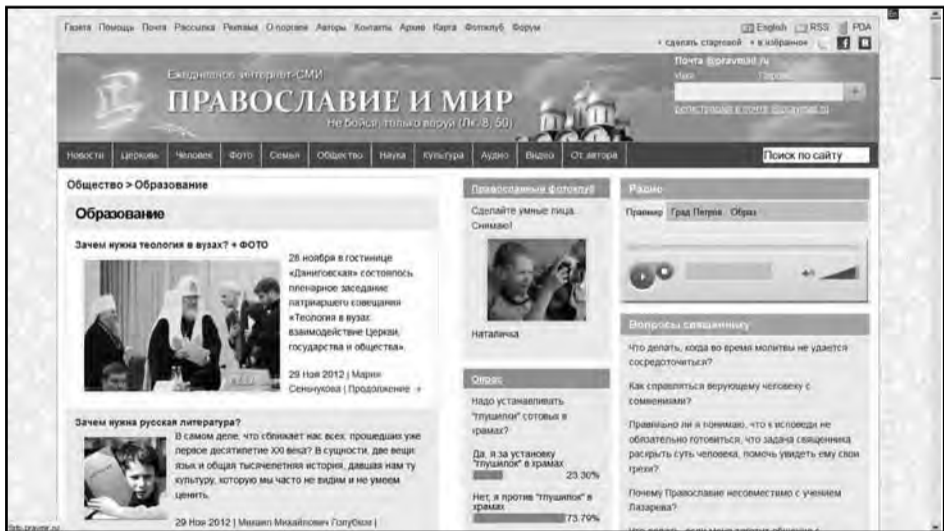 Газета Помощь Почта Рассылка Реклама О портале Авторы Контакты Архив Карта Фотоклуб Форум
English RSS PDA
+ сделать стартовой + в избранное
Ежедневное интернет-СМИ
ПРАВОСЛАВИЕ И МИР
Не бойся, только веруй (Лк. 8, 50)
Почта @pravmail.ru
Имя Пароль
регистрация в почте @pravmail.ru
Новости Церковь Человек Фото Семья Общество Наука Культура Аудио Видео От автора
Поиск по сайту
Общество > Образование
Образование
Зачем нужна теология в вузах? + ФОТО
28 ноября в гостинице
«Даниловская» состоялось
пленарное заседание
патриаршего совещания
«Теология в вузах:
взаимодействие Церкви,
государства и общества».
29 Ноя 2012 | Мария
Сеньчукова | Продолжение →
Зачем нужна русская литература?
В самом деле, что сближает нас всех, прошедших уже
первое десятилетие XXI века? В сущности, две вещи:
язык и общая тысячелетняя история, давшая нам ту
культуру, которую мы часто не видим и не умеем
ценить.
29 Ноя 2012 | Михаил Михайлович Голубков |
Православный фотоклуб
Сделайте умные лица.
Снимаю!
Наталичка
Опрос
Надо устанавливать
"глушилки" сотовых в
храмах?
Да, я за установку
"глушилок" в храмах
23.30%
Нет, я против "глушилок" в
храмах
73.79%
Радио
Правмир Град Петров Образ
Вопросы священнику
Что делать, когда во время молитвы не удается
сосредоточиться?
Как справляться верующему человеку с
сомнениями?
Правильно ли я понимаю, что к исповеди не
обязательно готовиться, что задача священника
раскрыть суть человека, помочь увидеть ему свои
грехи?
Почему Православие несовместимо с учением
Лазарева?